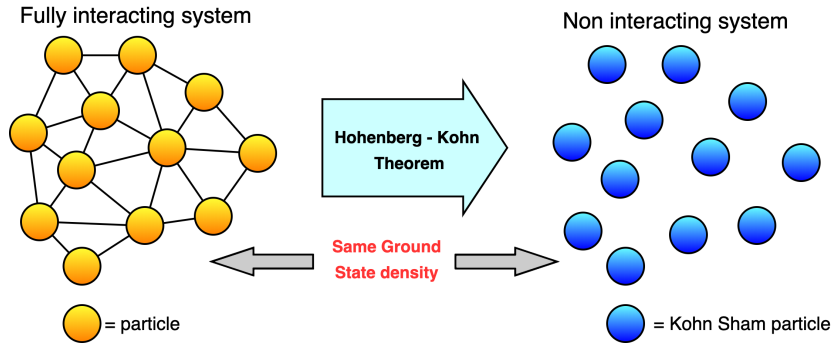 Fully interacting system
Non interacting system
Hohenberg - Kohn
Theorem
Same Ground
State density
= particle
= Kohn Sham particle